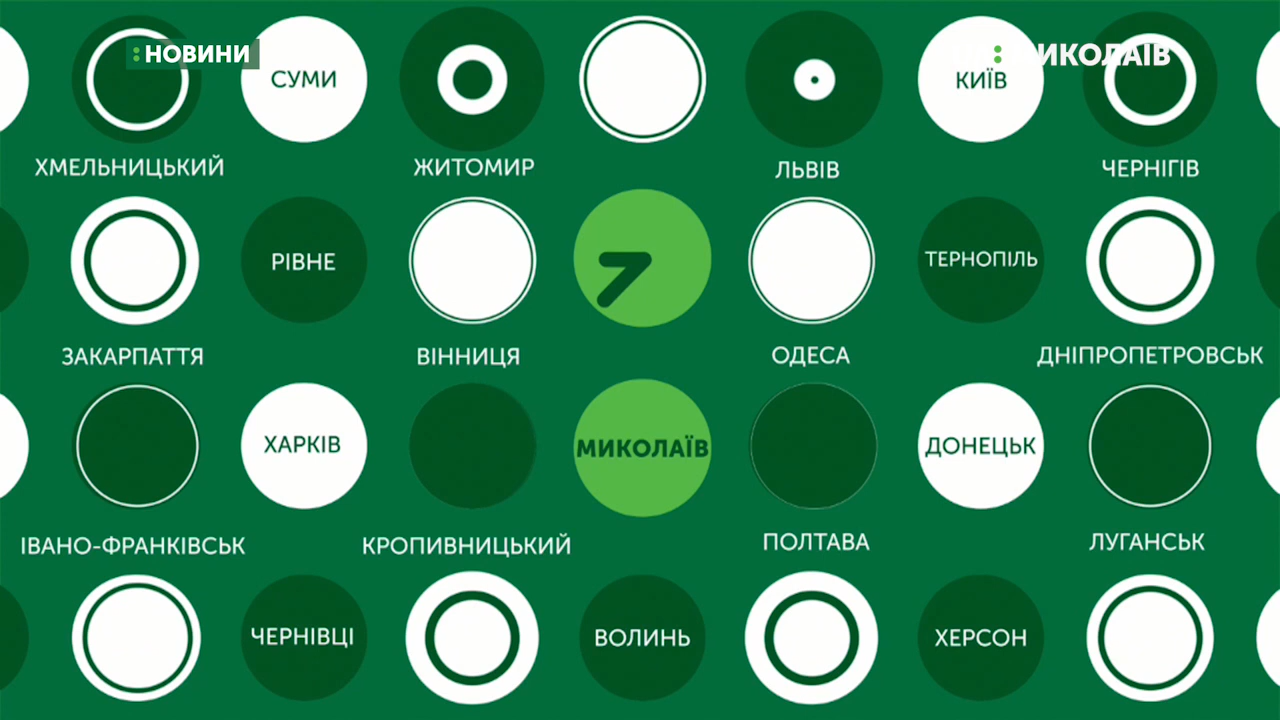 :НОВИНИ
СУМИ
КИЇВ
:МИКОЛАЇВ
ХМЕЛЬНИЦЬКИЙ
ЖИТОМИР
ЛЬВІВ
ЧЕРНІГІВ
РІВНЕ
ТЕРНОПІЛЬ
ЗАКАРПАТТЯ
ВІННИЦЯ
ОДЕСА
ДНІПРОПЕТРОВСЬК
ХАРКІВ
МИКОЛАЇВ
ДОНЕЦЬК
ІВАНО-ФРАНКІВСЬК
КРОПИВНИЦЬКИЙ
ПОЛТАВА
ЛУГАНСЬК
ЧЕРНІВЦІ
ВОЛИНЬ
ХЕРСОН